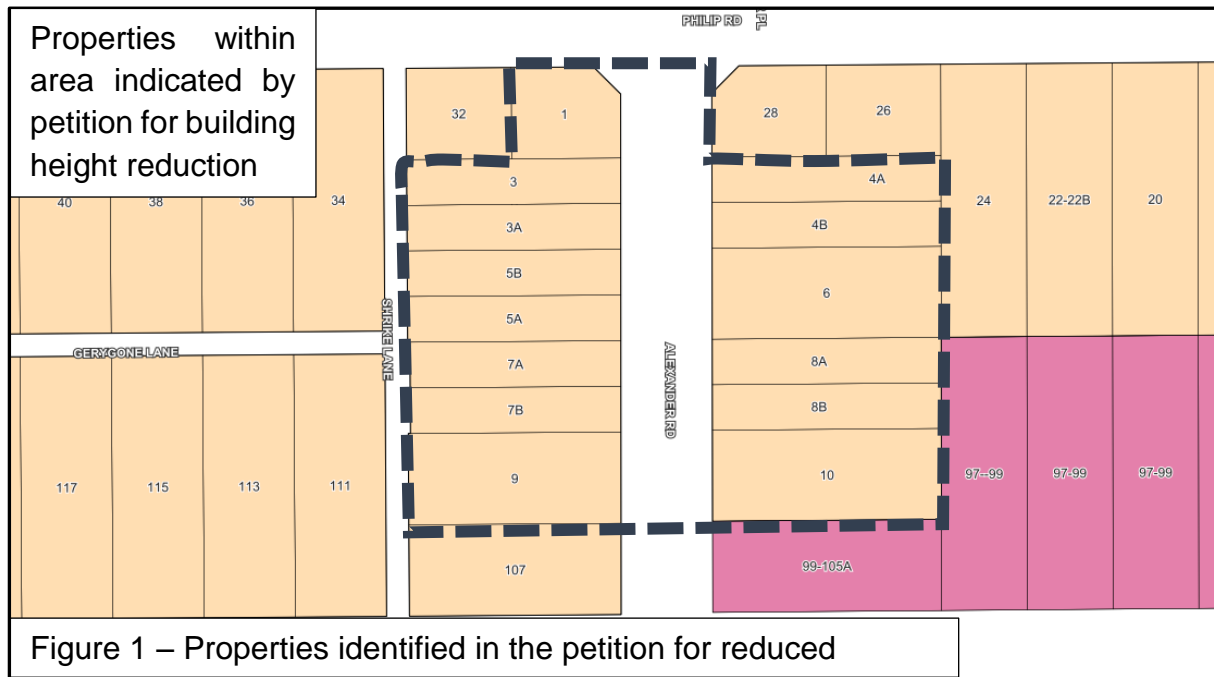 PHILIP RD
PL
Properties within
area indicated by
petition for building
height reduction
32
1
28
26
40
38
36
34
3
4A
24
22-22B
20
3A
4B
5B
6
5A
SHRIKE LANE
GERYGONE LANE
ALEXANDER RD
7A
8A
7B
8B
117
115
113
111
9
10
97--99
97-99
97-99
107
99-105A
Figure 1 – Properties identified in the petition for reduced